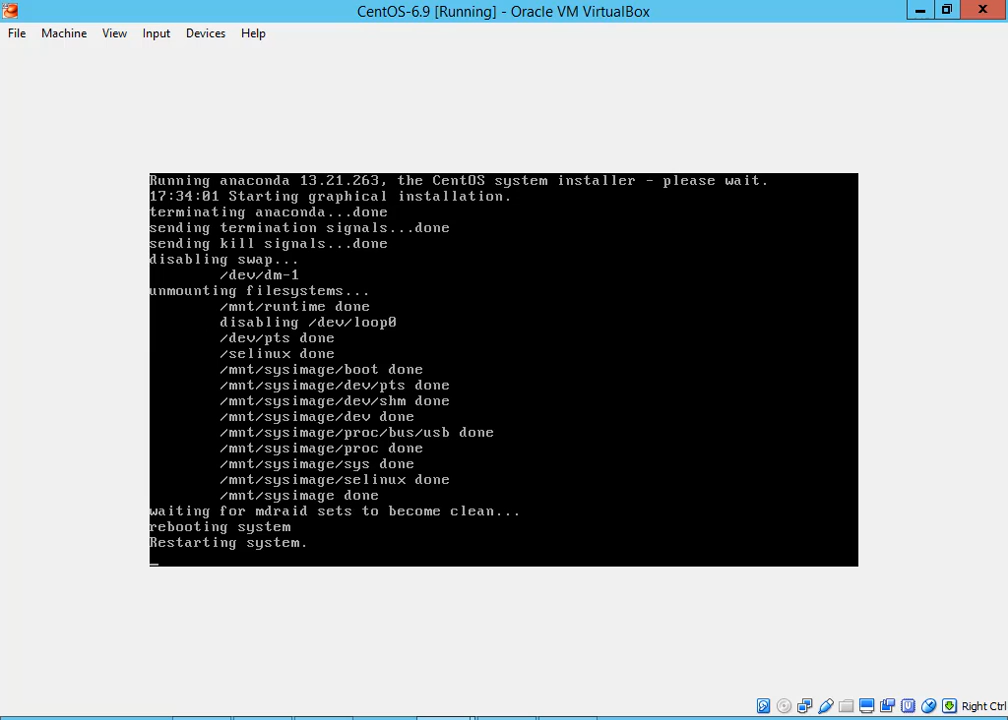 CentOS-6.9 [Running] - Oracle VM VirtualBox
File Machine View Input Devices Help
Running anaconda 13.21.263, the CentOS system installer - please wait.
17:34:01 Starting graphical installation.
terminating anaconda...done
sending termination signals...done
sending kill signals...done
disabling swap...
/dev/dm-1
unmounting filesystems...
/mnt/runtime done
disabling /dev/loop0
/dev/pts done
/selinux done
/mnt/sysimage/boot done
/mnt/sysimage/dev/pts done
/mnt/sysimage/dev/shm done
/mnt/sysimage/dev done
/mnt/sysimage/proc/bus/usb done
/mnt/sysimage/proc done
/mnt/sysimage/sys done
/mnt/sysimage/selinux done
/mnt/sysimage done
waiting for mdraid sets to become clean...
rebooting system
Restarting system.
Right Ctrl